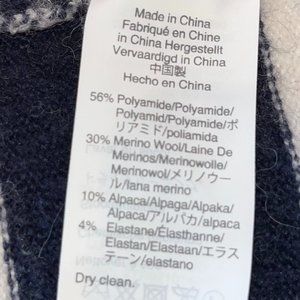 Made in China
Fabriqué en Chine
in China Hergestellt
Vervaardigd in China
中国製
Hecho en China
56% Polyamide/Polyamide/
Polyamid/Polyamide/ポ
リアミド/poliamida
30% Merino Wool/Laine De
Merinos/Merinowolle/
Merinowol/メリノウー
ル/lana merino
10% Alpaca/Alpaga/Alpaka/
Alpaca/アルパカ/alpaca
4% Elastane/Élasthanne/
Elastan/Elastaan/エラス
テーン/elastano
Dry clean.